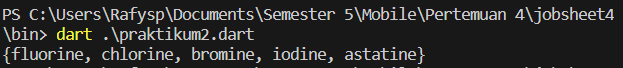 PS C:\Users\Rafysp\Documents\Semester 5\Mobile\Pertemuan 4\jobsheet4
\bin> dart .\praktikum2.dart
{fluorine, chlorine, bromine, iodine, astatine}